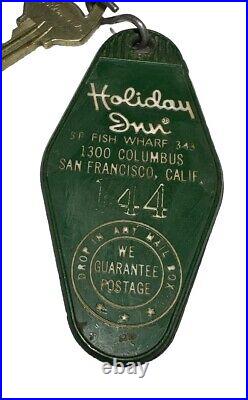 Holiday
Inn®
SF FISH WHARF 343
1300 COLUMBUS
SAN FRANCISCO, CALIF.
144
DROP IN ANY MAIL BOX
WE
GUARANTEE
POSTAGE